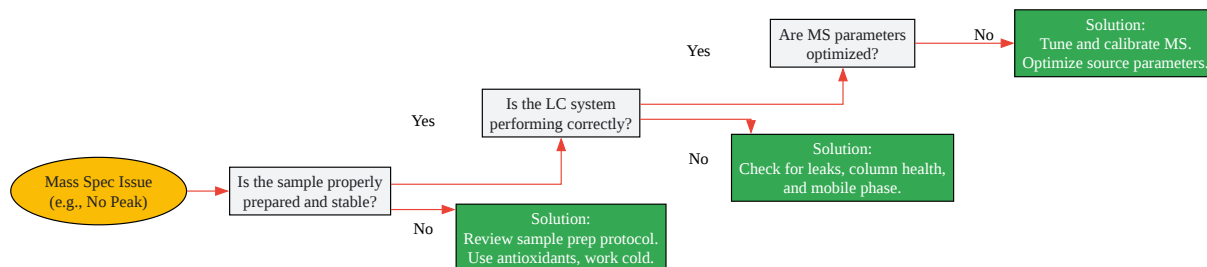 Mass Spec Issue
(e.g., No Peak)
Is the sample properly
prepared and stable?
Yes
No
Solution:
Review sample prep protocol.
Use antioxidants, work cold.
Is the LC system
performing correctly?
Yes
No
Solution:
Check for leaks, column health,
and mobile phase.
Are MS parameters
optimized?
No
Solution:
Tune and calibrate MS.
Optimize source parameters.